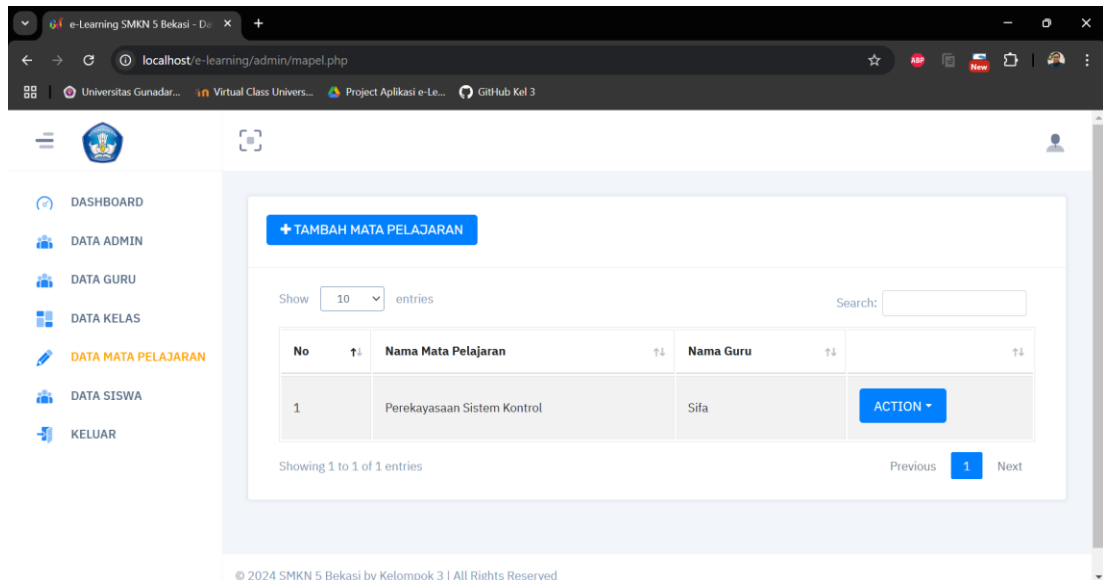 e-Learning SMKN 5 Bekasi - Da
localhost/e-learning/admin/mapel.php
ABP
New
Universitas Gunadar...
Virtual Class Univers...
Project Aplikasi e-Le...
GitHub Kel 3
DASHBOARD
DATA ADMIN
DATA GURU
DATA KELAS
DATA MATA PELAJARAN
DATA SISWA
KELUAR
TAMBAH MATA PELAJARAN
Show 10 entries
Search:
No Nama Mata Pelajaran Nama Guru
1 Perekayasaan Sistem Kontrol Sifa ACTION
Showing 1 to 1 of 1 entries
Previous 1 Next
© 2024 SMKN 5 Bekasi by Kelompok 3 | All Rights Reserved